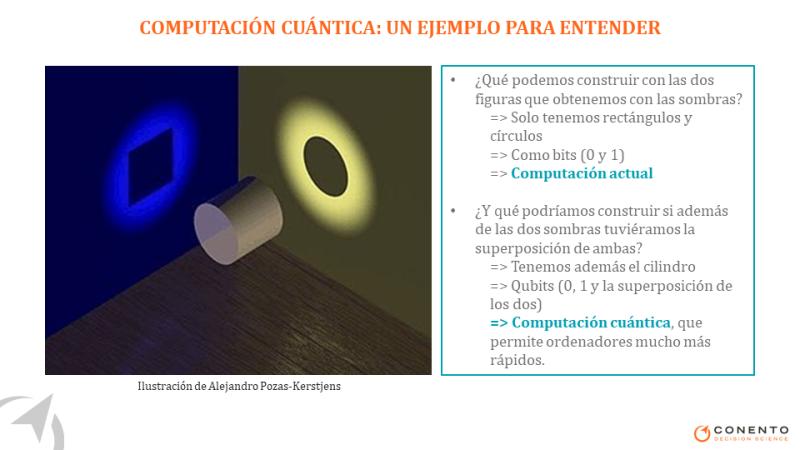 COMPUTACIÓN CUÁNTICA: UN EJEMPLO PARA ENTENDER
• ¿Qué podemos construir con las dos
figuras que obtenemos con las sombras?
=> Solo tenemos rectángulos y
círculos
=> Como bits (0 y 1)
=> Computación actual
• ¿Y qué podríamos construir si además
de las dos sombras tuviéramos la
superposición de ambas?
=> Tenemos además el cilindro
=> Qubits (0, 1 y la superposición de
los dos)
=> Computación cuántica, que
permite ordenadores mucho más
rápidos.
Ilustración de Alejandro Pozas-Kerstjens
CONENTO
DECISION SCIENCE